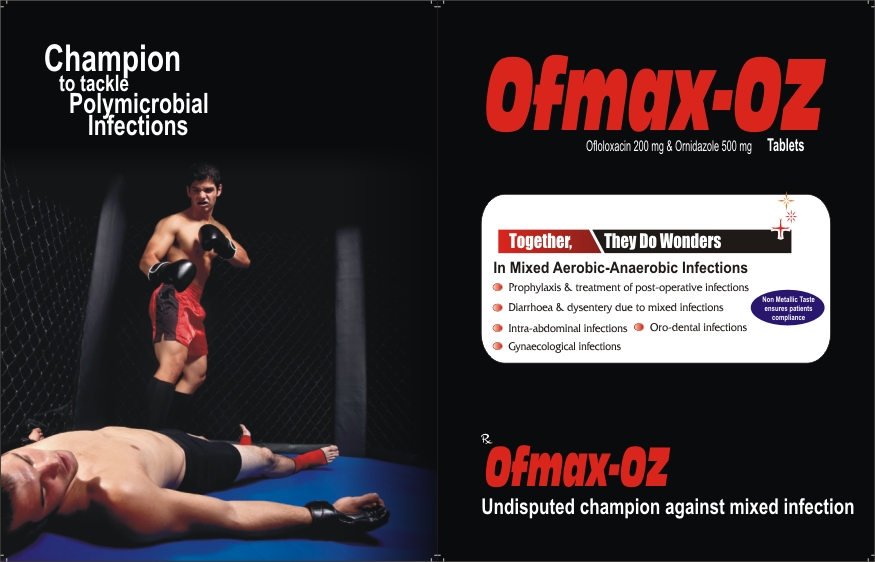 Champion
to tackle
Polymicrobial
Infections
Ofmax-OZ
Ofloloxacin 200 mg & Ornidazole 500 mg Tablets
Together, They Do Wonders
In Mixed Aerobic-Anaerobic Infections
Prophylaxis & treatment of post-operative infections
Diarrhoea & dysentery due to mixed infections
Intra-abdominal infections Oro-dental infections
Gynaecological infections
Non Metallic Taste
ensures patients
compliance
℞
Ofmax-OZ
Undisputed champion against mixed infection